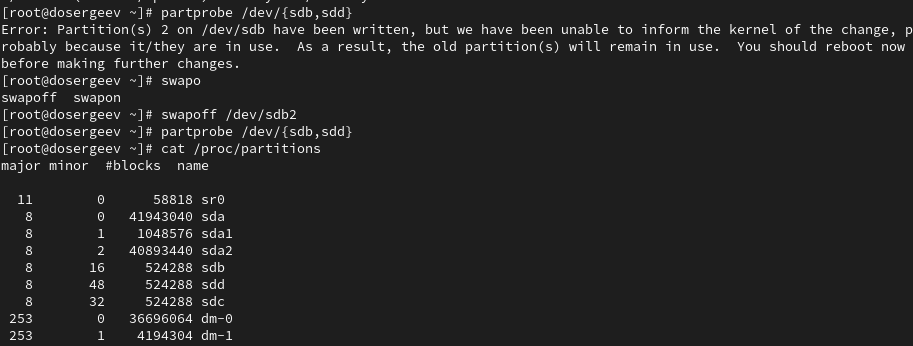 [root@dosergeev ~]# partprobe /dev/{sdb,sdd}
Error: Partition(s) 2 on /dev/sdb have been written, but we have been unable to inform the kernel of the change, p
robably because it/they are in use.  As a result, the old partition(s) will remain in use.  You should reboot now
before making further changes.
[root@dosergeev ~]# swapo
swapoff  swapon
[root@dosergeev ~]# swapoff /dev/sdb2
[root@dosergeev ~]# partprobe /dev/{sdb,sdd}
[root@dosergeev ~]# cat /proc/partitions
major minor  #blocks  name
  11        0      58818 sr0
   8        0   41943040 sda
   8        1    1048576 sda1
   8        2   40893440 sda2
   8       16     524288 sdb
   8       48     524288 sdd
   8       32     524288 sdc
 253        0   36696064 dm-0
 253        1    4194304 dm-1